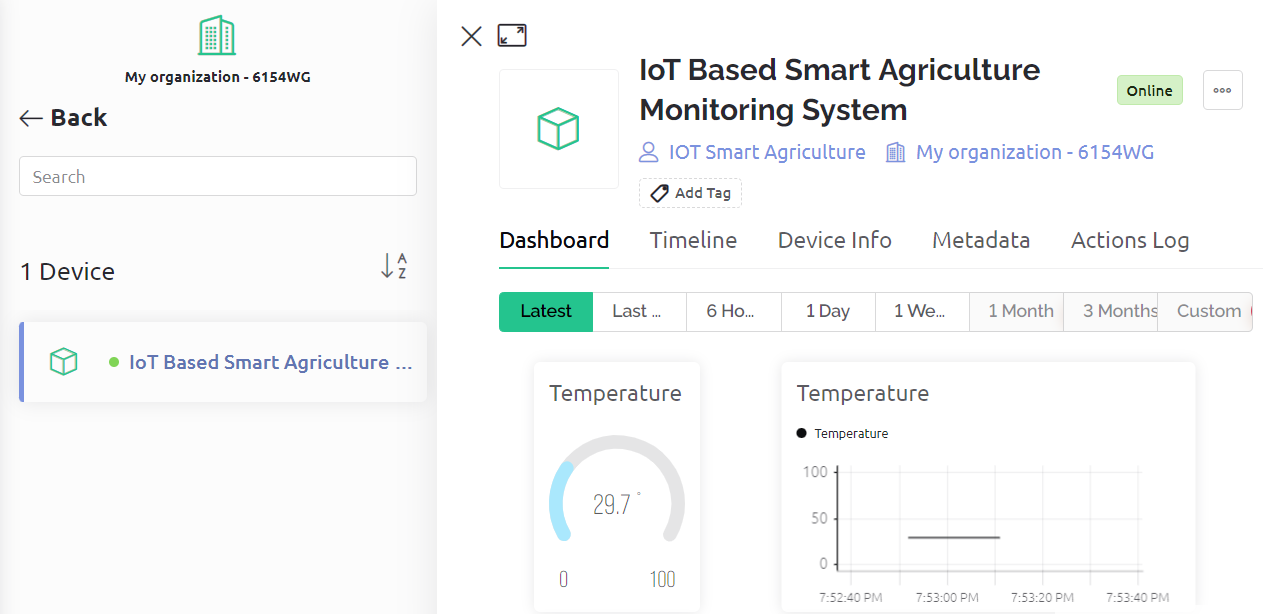 My organization - 6154WG
Back
Search
1 Device
A
Z
IoT Based Smart Agriculture ...
IoT Based Smart Agriculture
Monitoring System
Online
IOT Smart Agriculture My organization - 6154WG
Add Tag
Dashboard Timeline Device Info Metadata Actions Log
Latest Last ... 6 Ho... 1 Day 1 We... 1 Month 3 Months Custom
Temperature
29.7 °
0 100
Temperature
Temperature
100
50
0
7:52:40 PM 7:53:00 PM 7:53:20 PM 7:53:40 PM